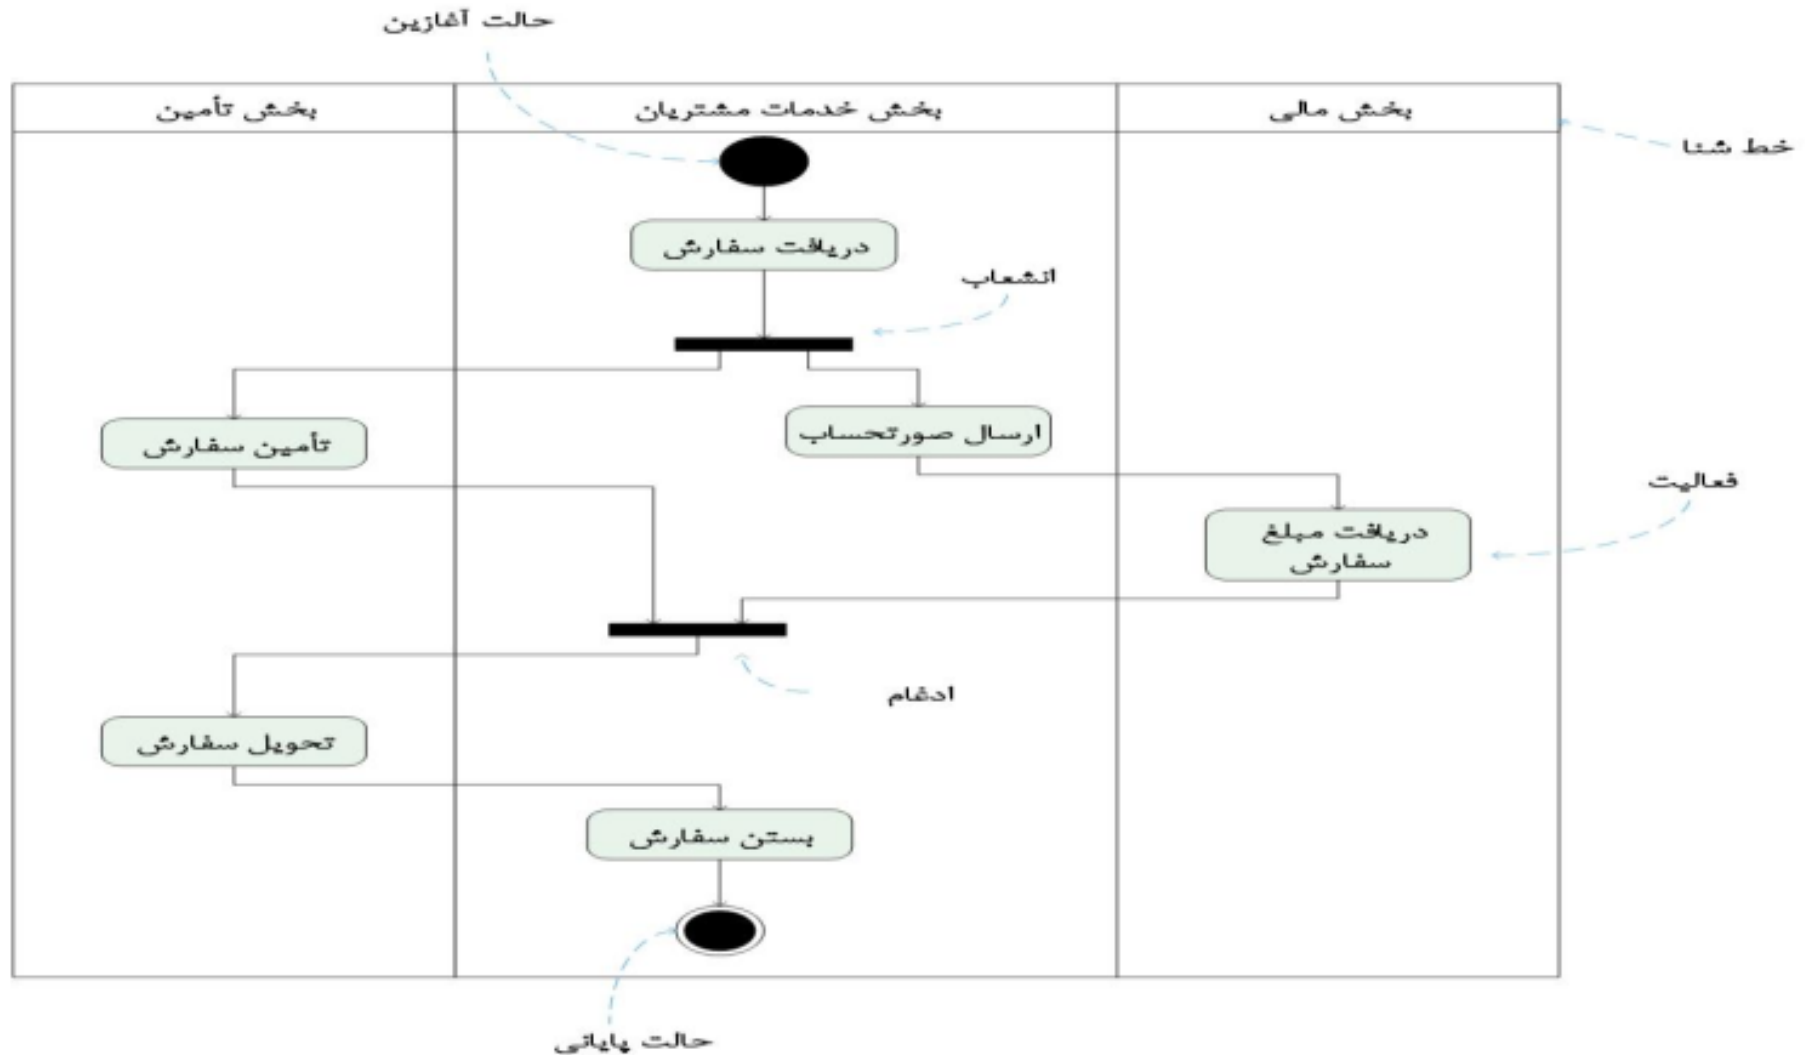 حالت آغازین
بخش مالی
بخش خدمات مشتریان
بخش تأمین
خط شنا
دریافت سفارش
انشعاب
ارسال صورتحساب
تأمین سفارش
فعالیت
دریافت مبلغ
سفارش
ادغام
تحویل سفارش
بستن سفارش
حالت پایانی